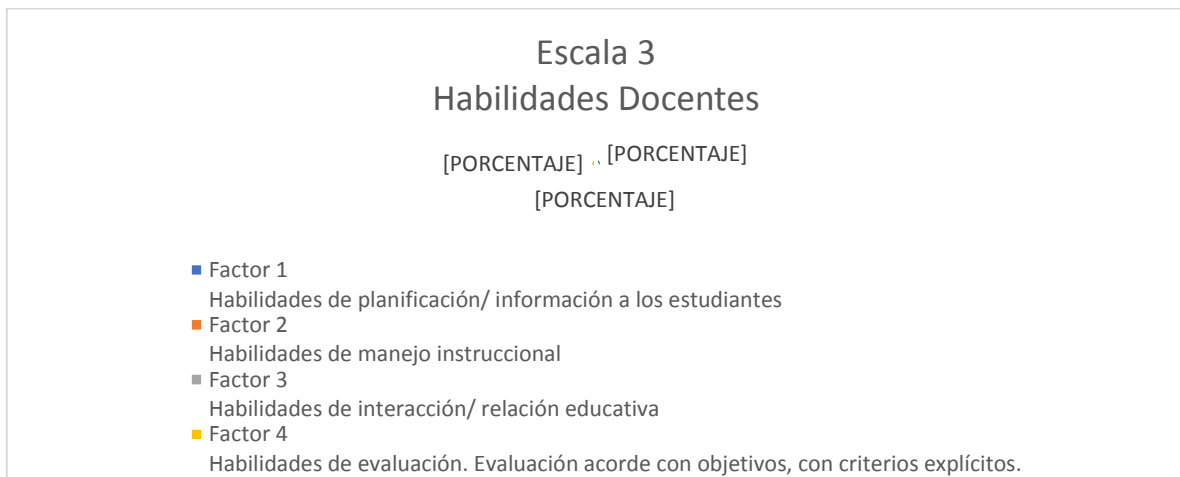 Escala 3
Habilidades Docentes
[PORCENTAJE] [PORCENTAJE]
[PORCENTAJE]
Factor 1
Habilidades de planificación/ información a los estudiantes
Factor 2
Habilidades de manejo instruccional
Factor 3
Habilidades de interacción/ relación educativa
Factor 4
Habilidades de evaluación. Evaluación acorde con objetivos, con criterios explícitos.